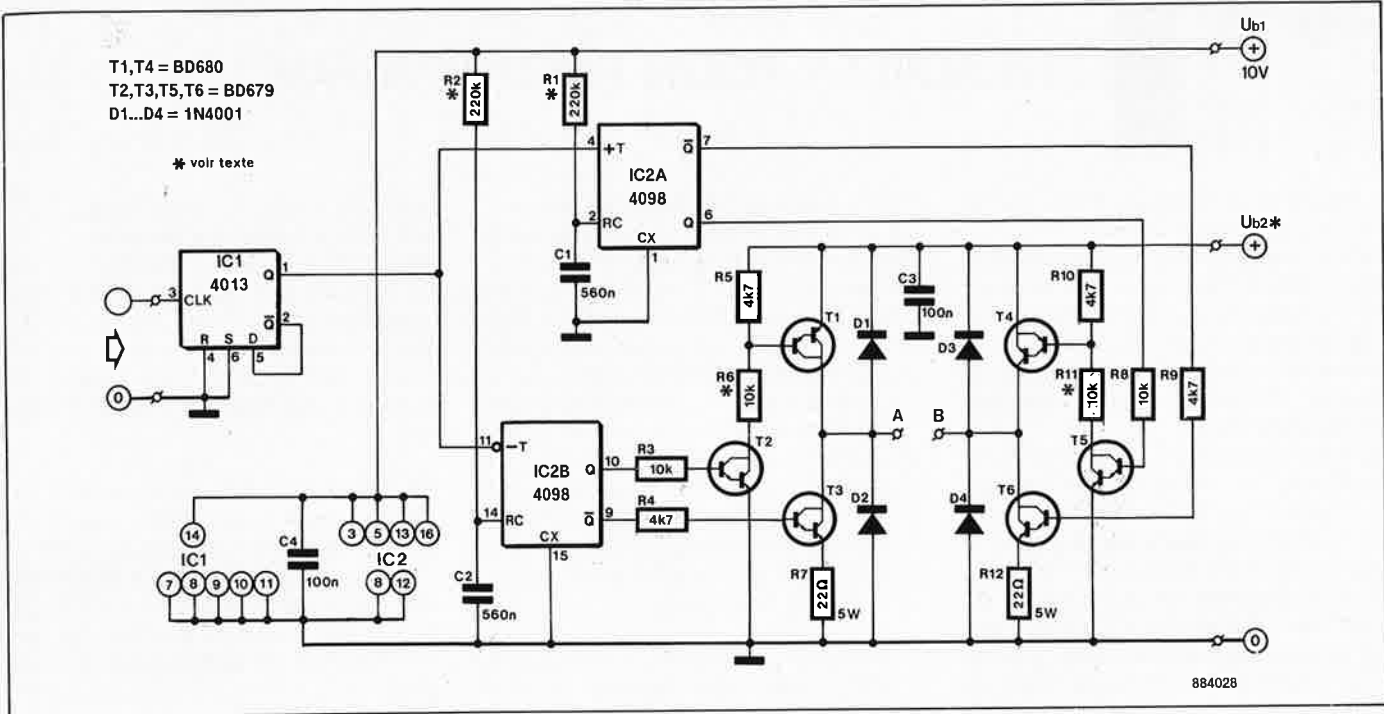 T1,T4 = BD680
T2,T3,T5,T6 = BD679
D1...D4 = 1N4001
* voir texte
Ub1
+
10V
R2
*
220k
R1
*
220k
4
+T
IC2A
4098
Q̅
7
2
RC
Q
6
CX
1
C1
560n
Ub2*
+
IC1
4013
3
CLK
Q
1
Q̅
2
R
S
D
4
6
5
0
R5
4k7
R6
*
10k
T1
D1
C3
100n
D3
T4
R10
4k7
R11
*
10k
R8
10k
R9
4k7
A
B
11
-T
IC2B
4098
Q
10
R3
10k
T2
T5
14
RC
Q̅
9
R4
4k7
T3
D2
D4
T6
CX
15
14
IC1
7
8
9
10
11
C4
100n
3
5
13
16
IC2
8
12
C2
560n
R7
22Ω
5W
R12
22Ω
5W
0
884028